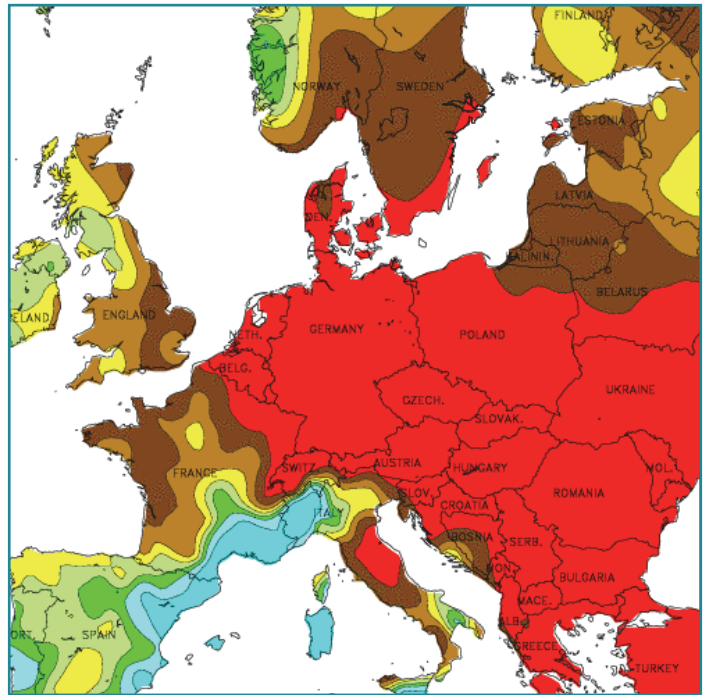 FINLAND
NORWAY
SWEDEN
ESTONIA
LATVIA
DEN.
LITHUANIA
KALININ.
BELARUS
ELAND
ENGLAND
NETH.
GERMANY
POLAND
BELG.
CZECH.
UKRAINE
SLOVAK.
FRANCE
SWITZ
AUSTRIA
HUNGARY
MOL.
SLOV.
CROATIA
ROMANIA
ITA
BOSNIA
SERB.
MON.
BULGARIA
MACE.
ALB.
ORT.
SPAIN
GREECE
TURKEY